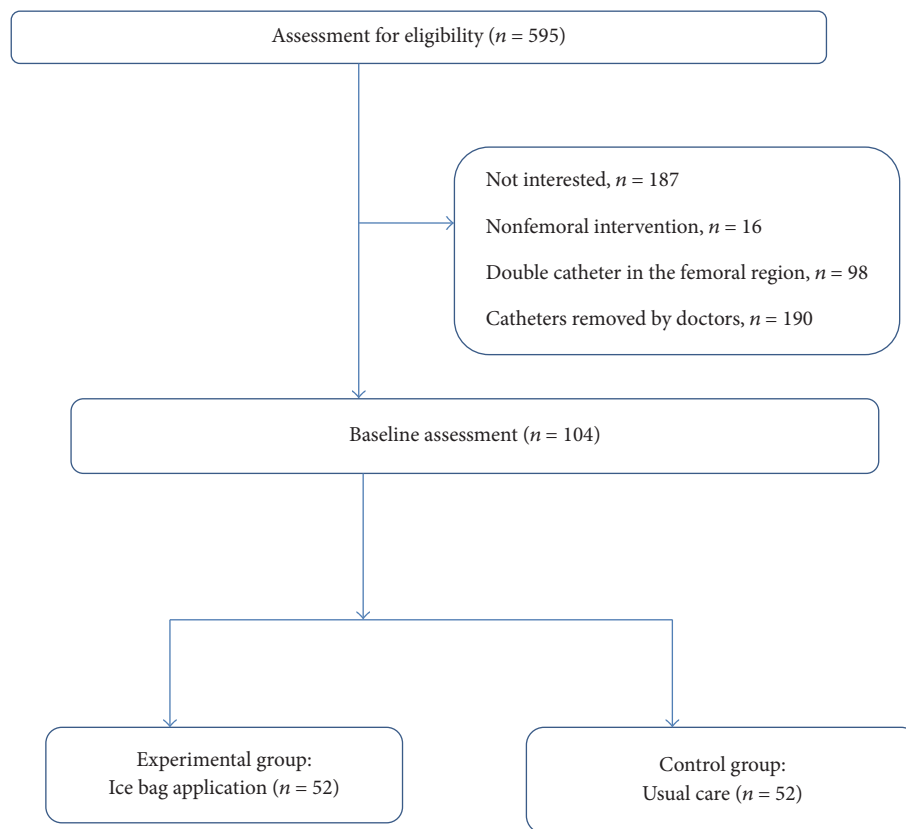 Assessment for eligibility (n = 595)
Not interested, n = 187
Nonfemoral intervention, n = 16
Double catheter in the femoral region, n = 98
Catheters removed by doctors, n = 190
Baseline assessment (n = 104)
Experimental group:
Ice bag application (n = 52)
Control group:
Usual care (n = 52)